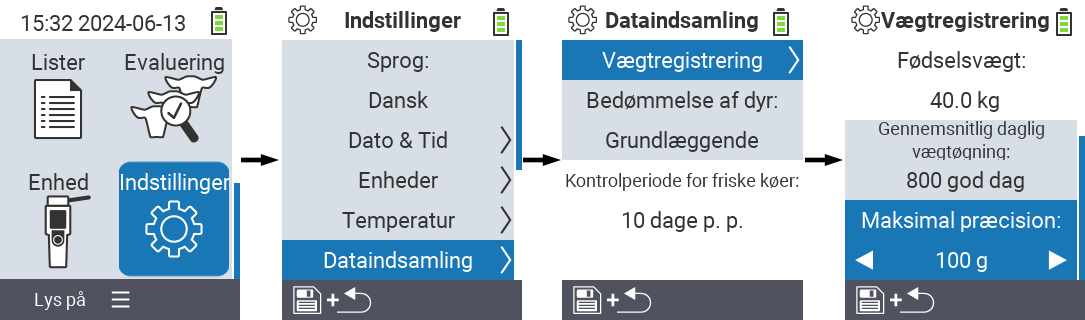 15:32 2024-06-13
Lister
Evaluering
Enhed
Indstillinger
Lys på
Indstillinger
Sprog:
Dansk
Dato & Tid
Enheder
Temperatur
Dataindsamling
+
Dataindsamling
Vægtregistrering
Bedømmelse af dyr:
Grundlæggende
Kontrolperiode for friske køer:
10 dage p. p.
+
Vægtregistrering
Fødselsvægt:
40.0 kg
Gennemsnitlig daglig
vægtøgning:
800 god dag
Maksimal præcision:
100 g
+